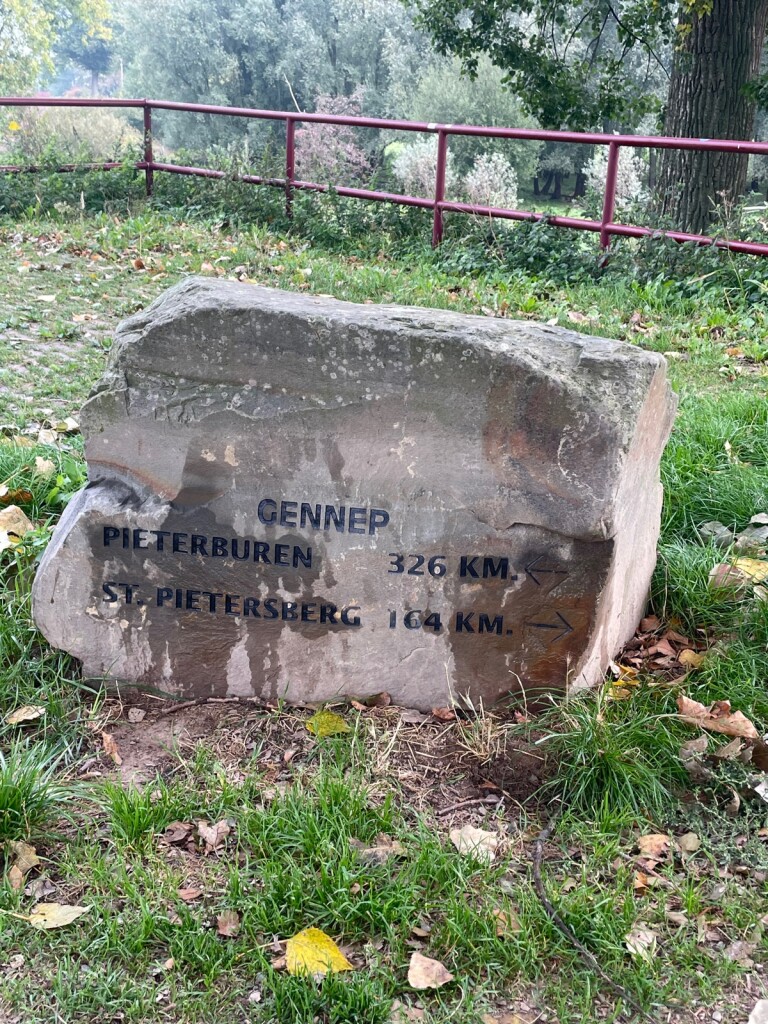 GENNEP
PIETERBUREN 326 KM. ←
ST. PIETERSBERG 164 KM. →